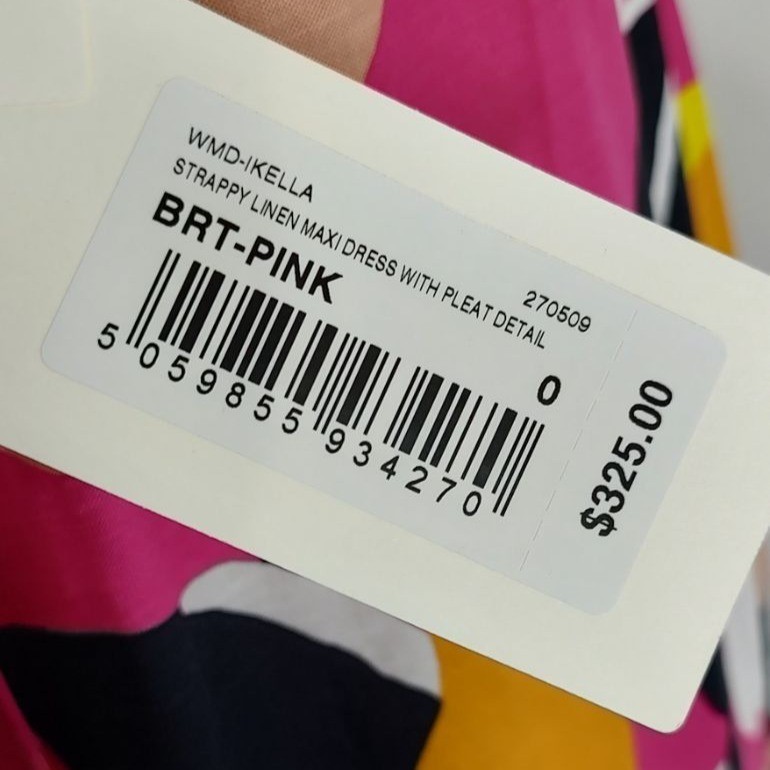 WMD-IKELLA
STRAPPY LINEN MAXI DRESS WITH PLEAT DETAIL
BRT-PINK
270509
0
5 059855 934270
$325.00